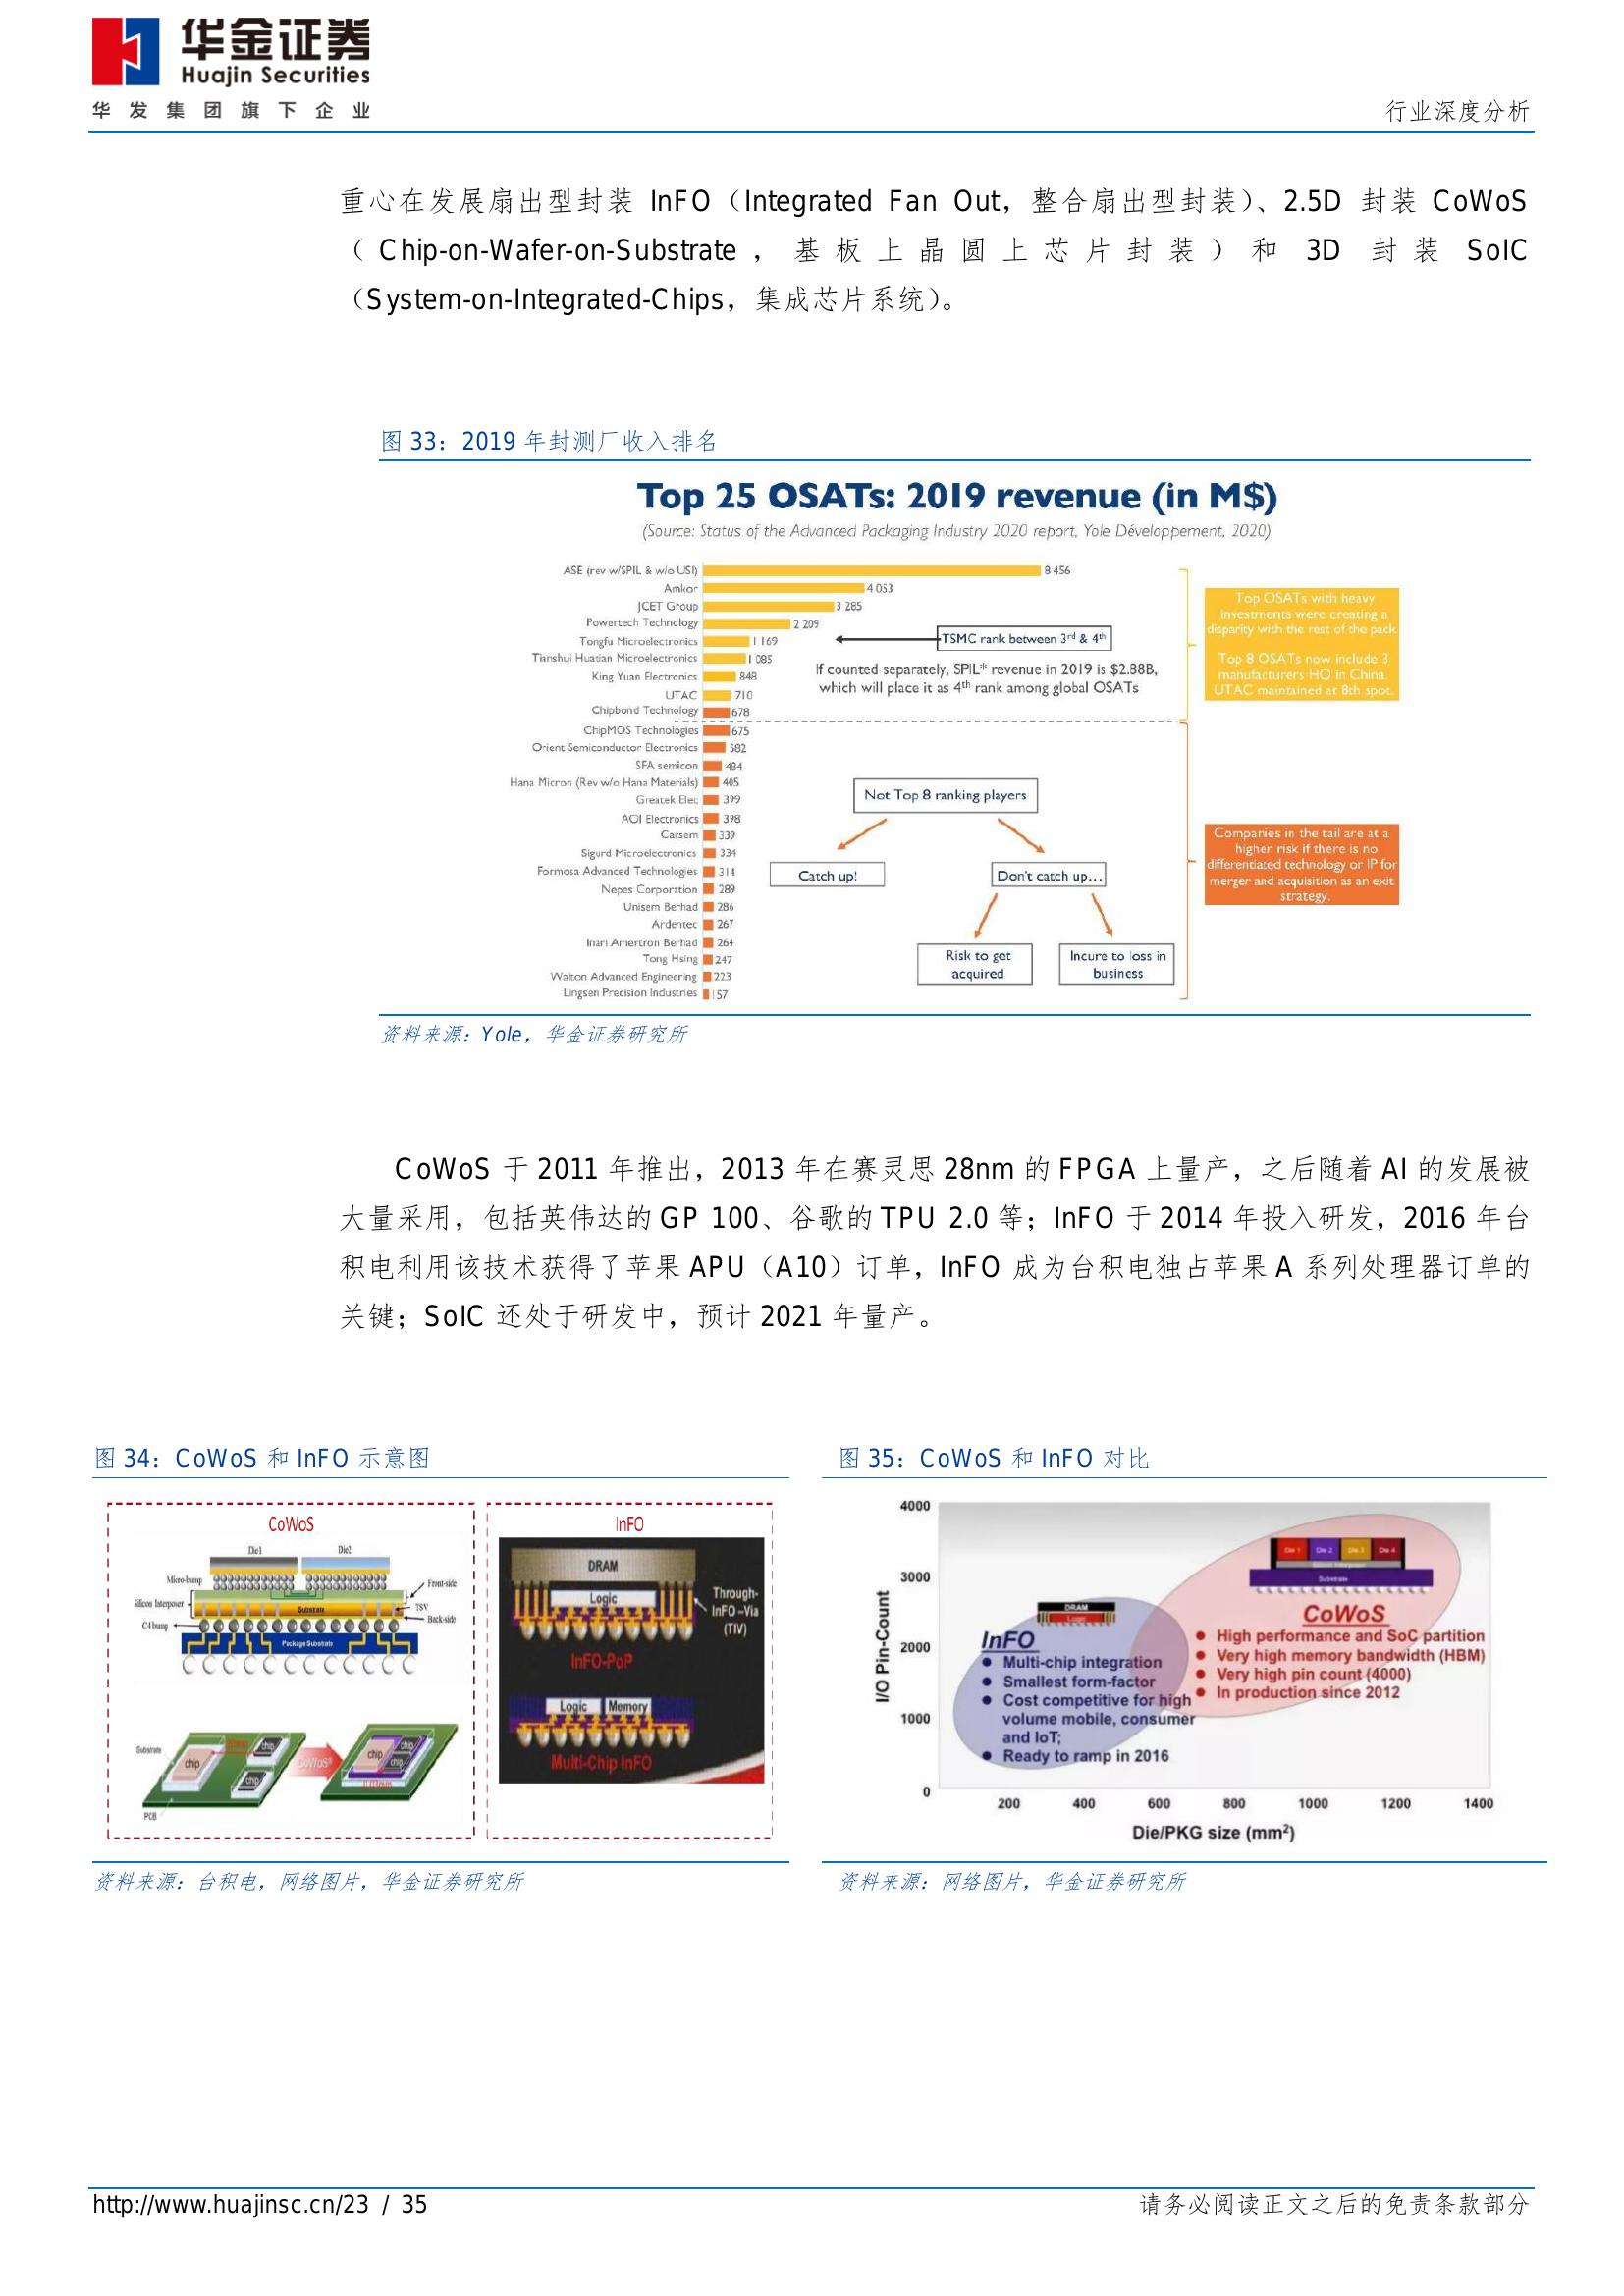 华金证券
Huajin Securities
华发集团旗下企业
行业深度分析
重心在发展扇出型封装 InFO（Integrated Fan Out，整合扇出型封装）、2.5D 封装 CoWoS
（Chip-on-Wafer-on-Substrate，基板上晶圆上芯片封装）和 3D 封装 SoIC
（System-on-Integrated-Chips，集成芯片系统）。
图 33：2019 年封测厂收入排名
Top 25 OSATs: 2019 revenue (in M$)
(Source: Status of the Advanced Packaging Industry 2020 report, Yole Développement, 2020)
ASE (rev w/SPIL & w/o USI) 8 456
Amkor 4 053
JCET Group 3 285
Powertech Technology 2 209
Tongfu Microelectronics 1 169
Tianshui Huatian Microelectronics 1 085
King Yuan Electronics 848
UTAC 710
Chipbond Technology 678
ChipMOS Technologies 675
Orient Semiconductor Electronics 582
SFA semicon 484
Hana Micron (Rev w/o Hana Materials) 405
Greatek Elec 399
AOI Electronics 398
Carsem 339
Sigurd Microelectronics 334
Formosa Advanced Technologies 314
Nepes Corporation 289
Unisem Berhad 286
Ardentec 267
Inari Amertron Berhad 264
Tong Hsing 247
Walton Advanced Engineering 223
Lingsen Precision Industries 157
TSMC rank between 3rd & 4th
If counted separately, SPIL* revenue in 2019 is $2.88B,
which will place it as 4th rank among global OSATs
Not Top 8 ranking players
Catch up!
Don't catch up...
Risk to get
acquired
Incure to loss in
business
Top OSATs with heavy
investments were creating a
disparity with the rest of the pack
Top 8 OSATs now include 3
manufacturers HQ in China.
UTAC maintained at 8th spot.
Companies in the tail are at a
higher risk if there is no
differentiated technology or IP for
merger and acquisition as an exit
strategy.
资料来源：Yole，华金证券研究所
CoWoS 于 2011 年推出，2013 年在赛灵思 28nm 的 FPGA 上量产，之后随着 AI 的发展被
大量采用，包括英伟达的 GP 100、谷歌的 TPU 2.0 等；InFO 于 2014 年投入研发，2016 年台
积电利用该技术获得了苹果 APU（A10）订单，InFO 成为台积电独占苹果 A 系列处理器订单的
关键；SoIC 还处于研发中，预计 2021 年量产。
图 34：CoWoS 和 InFO 示意图
CoWoS
Die1
Die2
Micro-bump
Silicon Interposer
C4 bump
Front-side
TSV
Back-side
Substrate
Package Substrate
Substrate
chip
chip
chip
PCB
CoWoS
chip
chip
chip
InFO
DRAM
Logic
Through-
InFO-Via
(TIV)
InFO-PoP
Logic
Memory
Multi-Chip InFO
资料来源：台积电，网络图片，华金证券研究所
图 35：CoWoS 和 InFO 对比
I/O Pin-Count
4000
3000
2000
1000
0
200 400 600 800 1000 1200 1400
Die/PKG size (mm2)
DRAM
Logic
InFO
● Multi-chip integration
● Smallest form-factor
● Cost competitive for high
volume mobile, consumer
and IoT;
● Ready to ramp in 2016
Die 1 Die 2 Die 3 Die 4
Substrate
CoWoS
● High performance and SoC partition
● Very high memory bandwidth (HBM)
● Very high pin count (4000)
● In production since 2012
资料来源：网络图片，华金证券研究所
http://www.huajinsc.cn/23 / 35
请务必阅读正文之后的免责条款部分